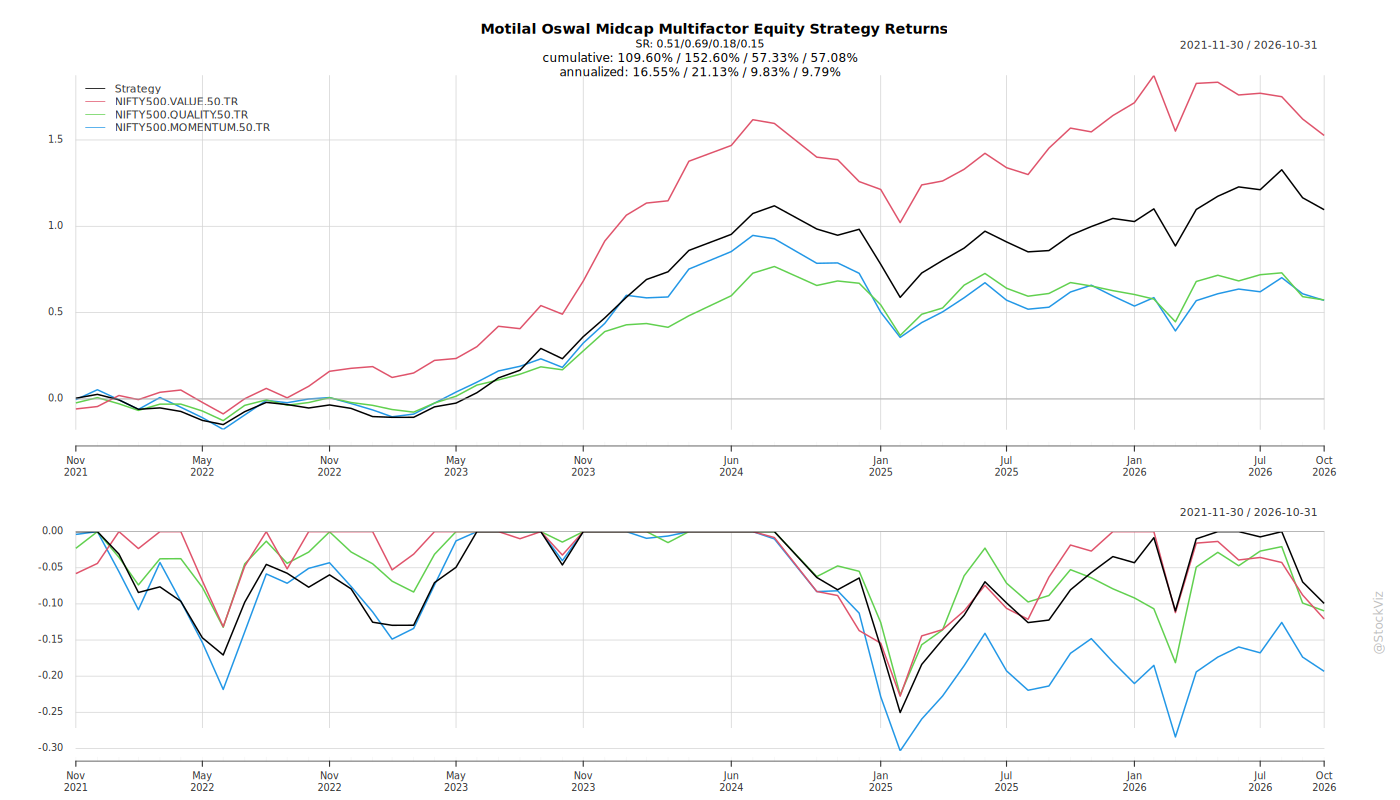 Motilal Oswal Midcap Multifactor Equity Strategy Returns
SR: 0.51/0.69/0.18/0.15
cumulative: 109.60% / 152.60% / 57.33% / 57.08%
annualized: 16.55% / 21.13% / 9.83% / 9.79%
2021-11-30 / 2026-10-31
Strategy
NIFTY500.VALUE.50.TR
NIFTY500.QUALITY.50.TR
NIFTY500.MOMENTUM.50.TR
1.5
1.0
0.5
0.0
Nov May Nov May Nov Jun Jan Jul Jan Jul Oct
2021 2022 2022 2023 2023 2024 2025 2025 2026 2026 2026
2021-11-30 / 2026-10-31
0.00
-0.05
-0.10
-0.15
-0.20
-0.25
-0.30
Nov May Nov May Nov Jun Jan Jul Jan Jul Oct
2021 2022 2022 2023 2023 2024 2025 2025 2026 2026 2026
@StockViz